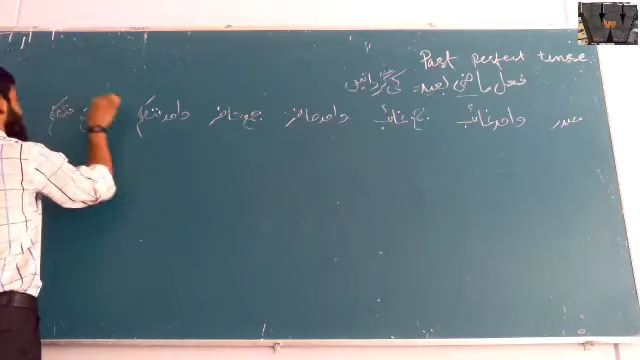 Past perfect tense
فعل ماضی بعید کی گردانیں
مصدر واحد غائب جمع غائب واحد حاضر جمع حاضر واحد متکلم جمع متکلم